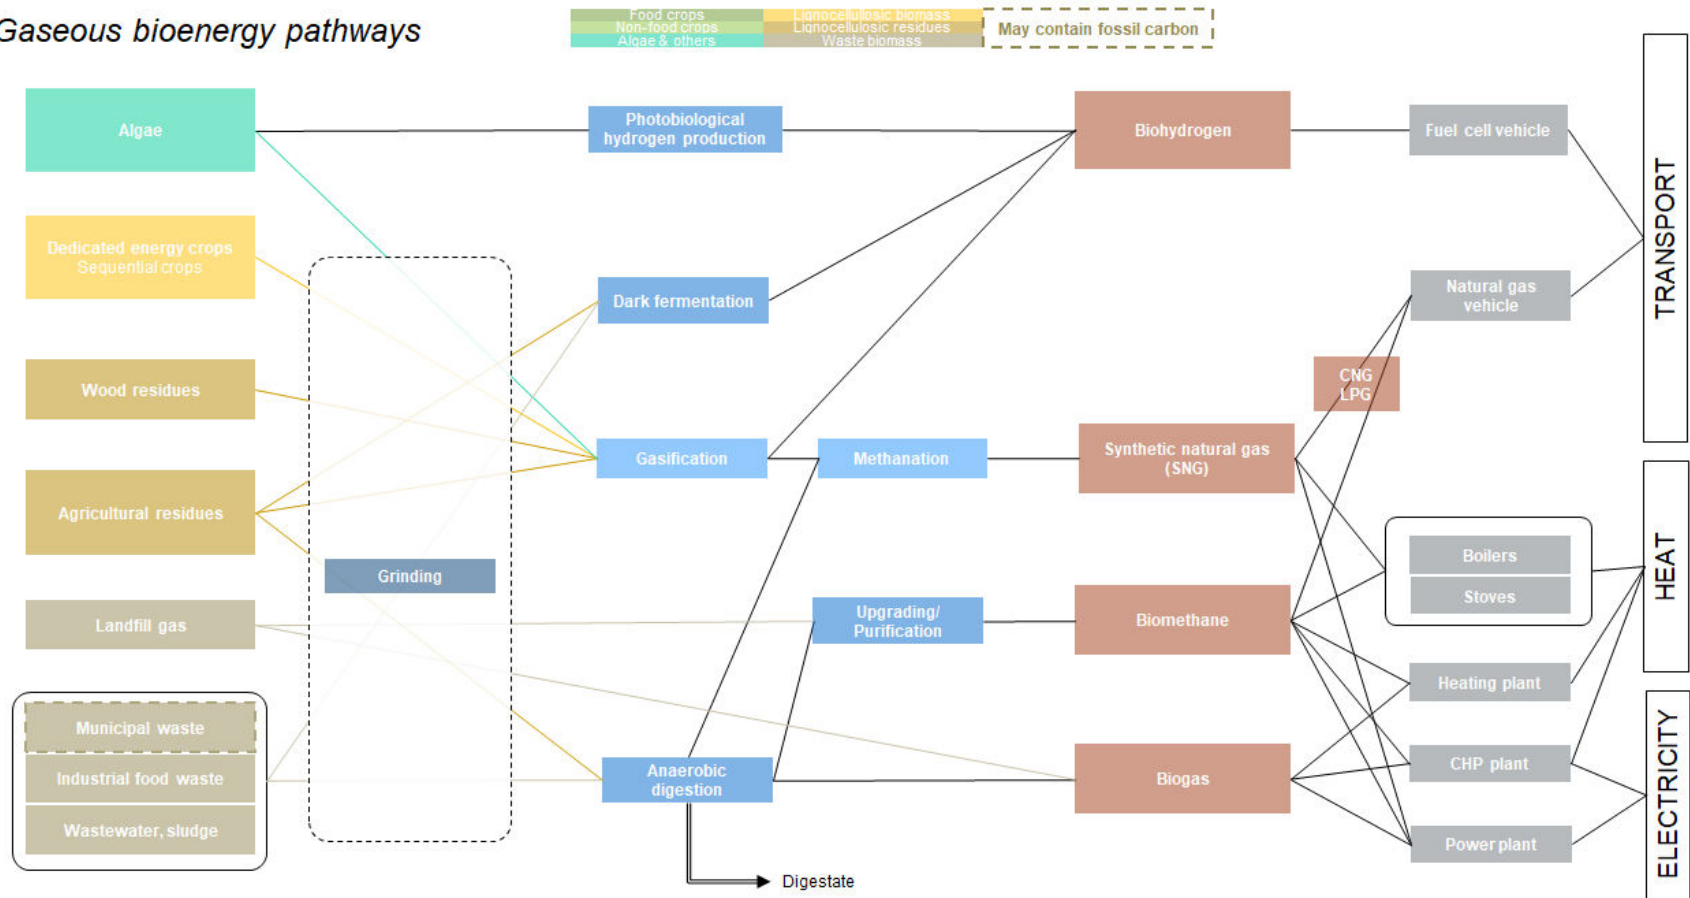 Gaseous bioenergy pathways
Food crops
Lignocellulosic biomass
Non-food crops
Lignocellulosic residues
Algae & others
Waste biomass
May contain fossil carbon
Algae
Photobiological
hydrogen production
Biohydrogen
Fuel cell vehicle
TRANSPORT
Dedicated energy crops
Sequential crops
Dark fermentation
Natural gas
vehicle
Wood residues
CNG
LPG
Gasification
Methanation
Synthetic natural gas
(SNG)
Agricultural residues
HEAT
Boilers
Stoves
Grinding
Landfill gas
Upgrading/
Purification
Biomethane
Heating plant
Municipal waste
Industrial food waste
Wastewater, sludge
Anaerobic
digestion
Biogas
CHP plant
Power plant
ELECTRICITY
Digestate